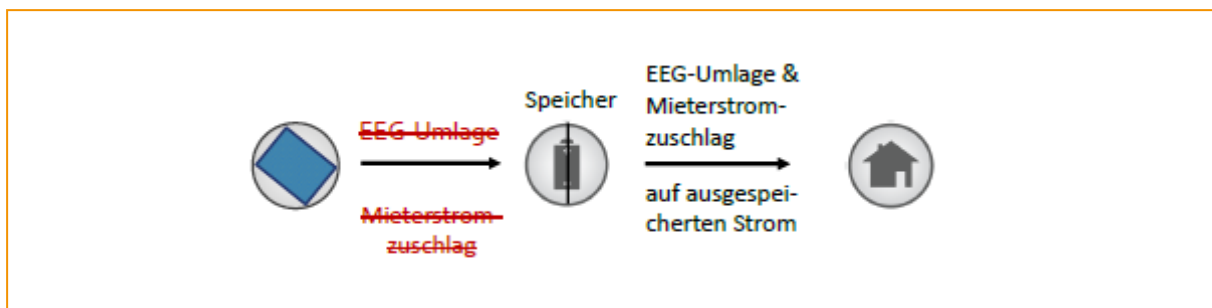 EEG-Umlage
Mieterstrom-
zuschlag
Speicher
EEG-Umlage &
Mieterstrom-
zuschlag
auf ausgespei-
cherten Strom